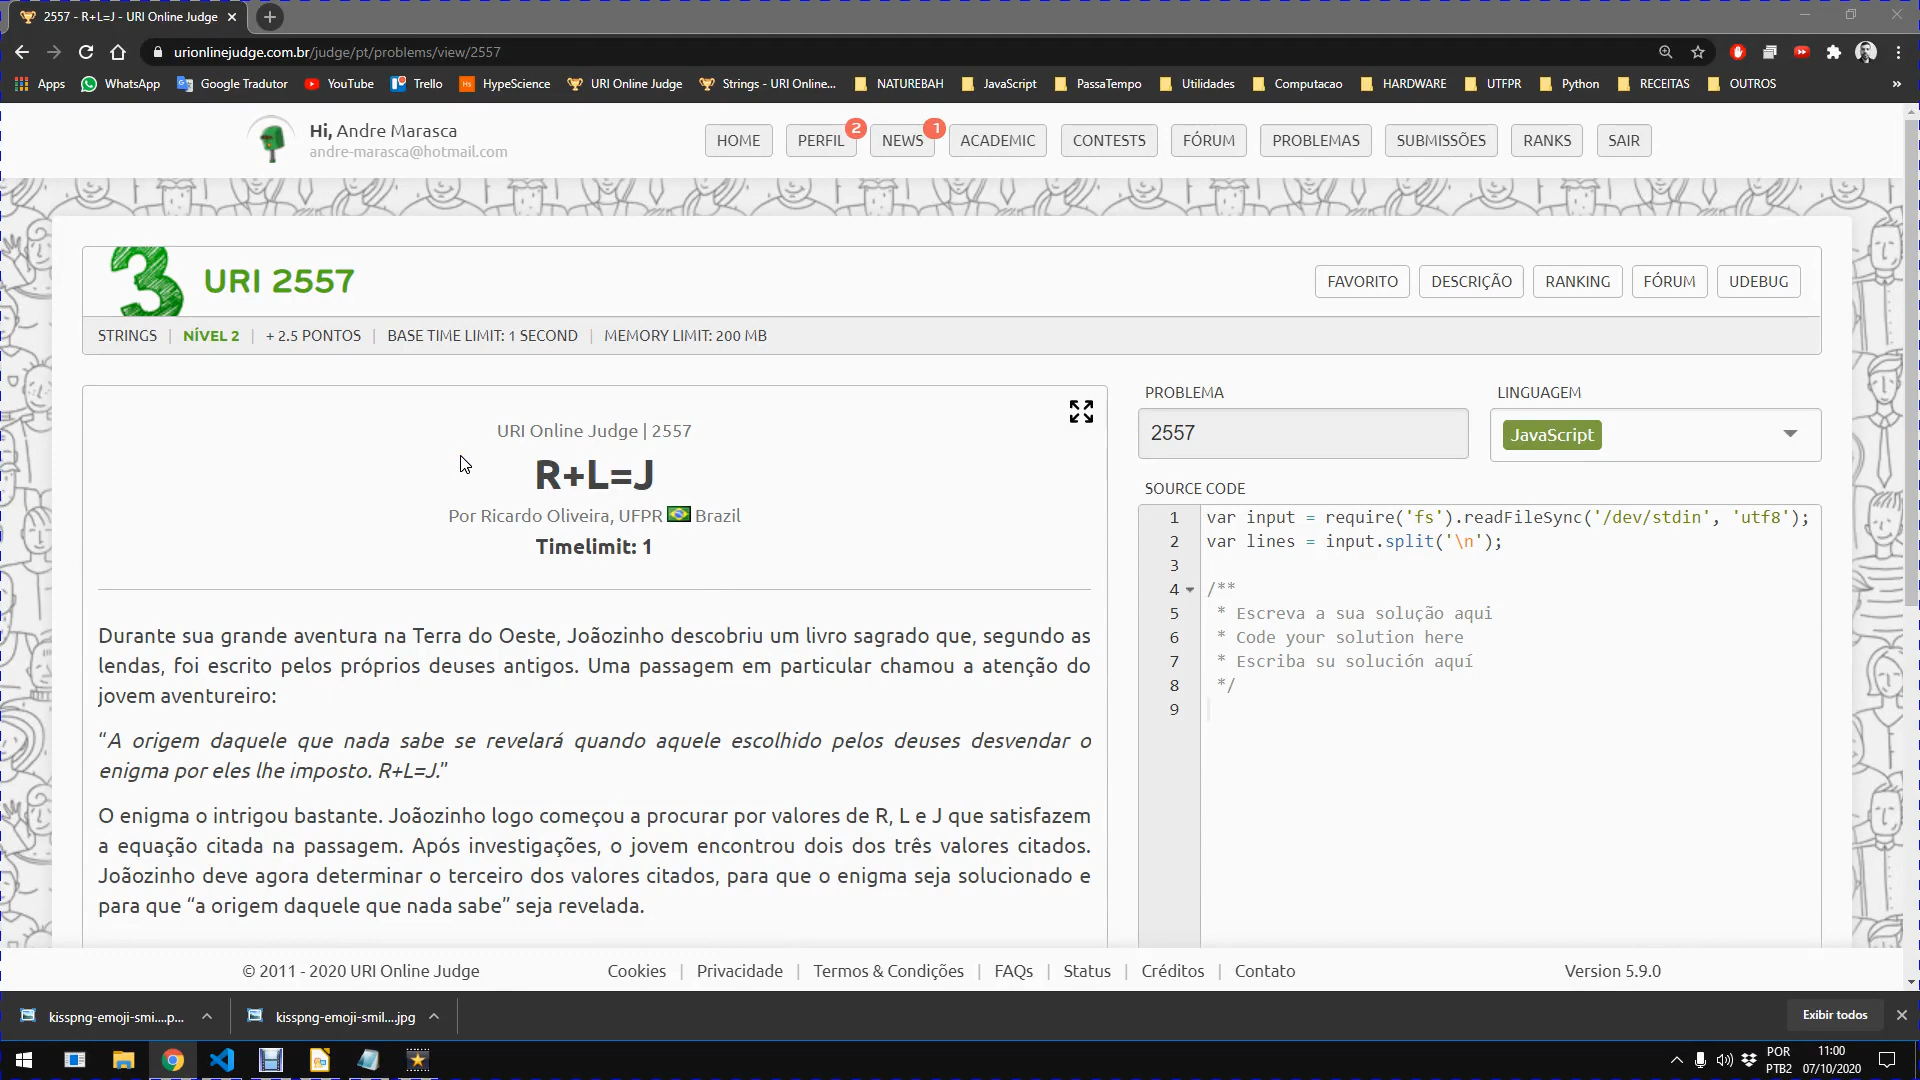 2557 - R+L=J - URI Online Judge
urionlinejudge.com.br/judge/pt/problems/view/2557
Apps WhatsApp Google Tradutor YouTube Trello HypeScience URI Online Judge Strings - URI Onlin... NATUREBAH JavaScript PassaTempo Utilidades Computacao HARDWARE UTFPR Python RECEITAS OUTROS »
Hi, Andre Marasca
andre-marasca@hotmail.com
HOME PERFIL 2 NEWS 1 ACADEMIC CONTESTS FÓRUM PROBLEMAS SUBMISSÕES RANKS SAIR
3 URI 2557
FAVORITO DESCRIÇÃO RANKING FÓRUM UDEBUG
STRINGS | NÍVEL 2 | + 2.5 PONTOS | BASE TIME LIMIT: 1 SECOND | MEMORY LIMIT: 200 MB
URI Online Judge | 2557
R+L=J
Por Ricardo Oliveira, UFPR Brazil
Timelimit: 1
Durante sua grande aventura na Terra do Oeste, Joãozinho descobriu um livro sagrado que, segundo as
lendas, foi escrito pelos próprios deuses antigos. Uma passagem em particular chamou a atenção do
jovem aventureiro:
“A origem daquele que nada sabe se revelará quando aquele escolhido pelos deuses desvendar o
enigma por eles lhe imposto. R+L=J.”
O enigma o intrigou bastante. Joãozinho logo começou a procurar por valores de R, L e J que satisfazem
a equação citada na passagem. Após investigações, o jovem encontrou dois dos três valores citados.
Joãozinho deve agora determinar o terceiro dos valores citados, para que o enigma seja solucionado e
para que “a origem daquele que nada sabe” seja revelada.
PROBLEMA
2557
LINGUAGEM
JavaScript
SOURCE CODE
1 var input = require('fs').readFileSync('/dev/stdin', 'utf8');
2 var lines = input.split('\n');
3
4 /**
5 * Escreva a sua solução aqui
6 * Code your solution here
7 * Escriba su solución aquí
8 */
9
© 2011 - 2020 URI Online Judge
Cookies | Privacidade | Termos & Condições | FAQs | Status | Créditos | Contato
Version 5.9.0
kisspng-emoji-smi....p...
kisspng-emoji-smil....jpg
Exibir todos
POR
PTB2
11:00
07/10/2020